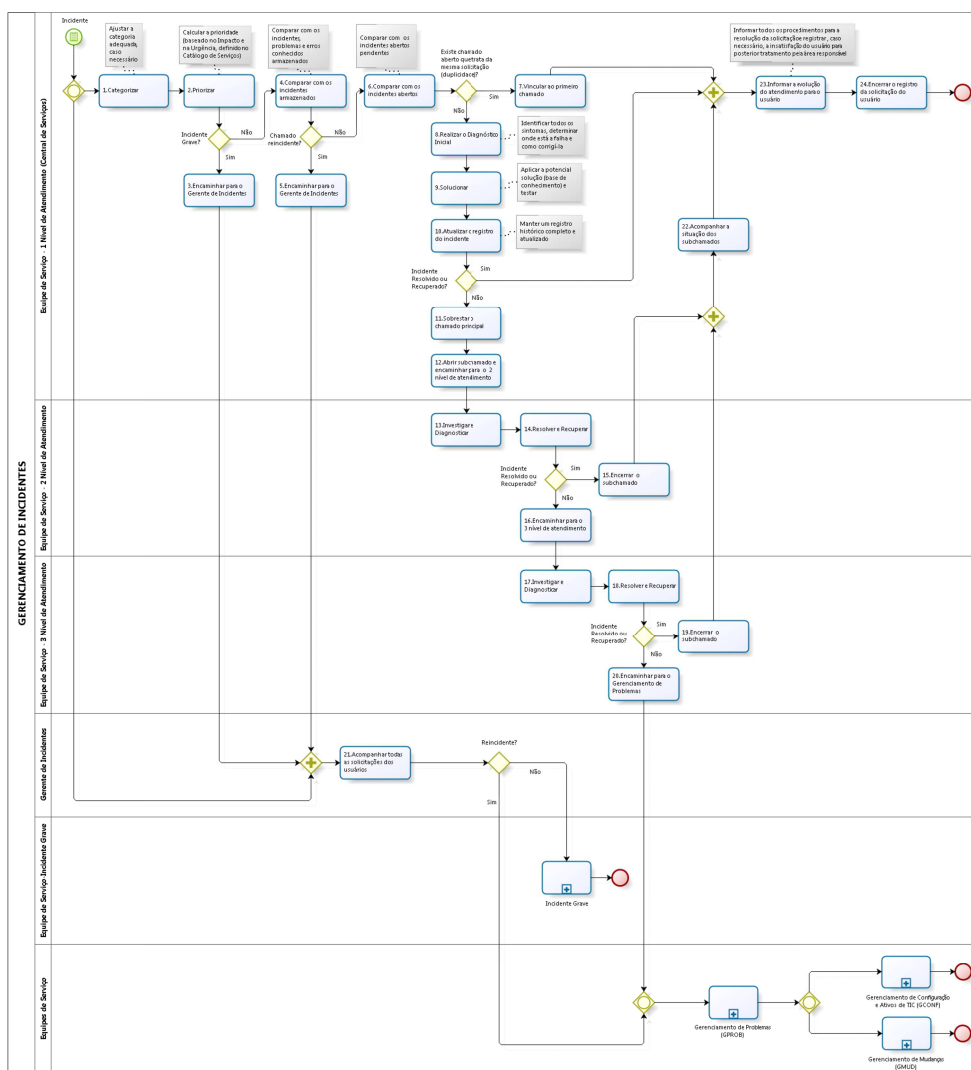 GERENCIAMENTO DE INCIDENTES
Equipe de Serviço - 1 Nível de Atendimento (Central de Serviços)
Incidente
Ajustar a
categoria
adequada,
caso
necessário
Calcular a prioridade
(baseado no Impacto e
na Urgência, definido no
Catálogo de Serviços)
Comparar com os
incidentes,
problemas e erros
conhecidos
armazenados
Comparar com os
incidentes abertos
pendentes
Existe chamado
aberto que trata da
mesma solicitação
(duplicidade)?
Informar todos os procedimentos para a
resolução da solicitação e registrar, caso
necessário, a insatisfação do usuário para
posterior tratamento pela área responsável
1.Categorizar
2.Priorizar
4.Comparar com os
incidentes
armazenados
6.Comparar com os
incidentes abertos
Sim
7.Vincular ao primeiro
chamado
23.Informar a evolução
do atendimento para o
usuário
24.Encerrar o registro
da solicitação do
usuário
Não
Incidente
Grave?
Não
Sim
Chamado
reincidente?
Não
Sim
8.Realizar o Diagnóstico
Inicial
Identificar todos os
sintomas, determinar
onde está a falha e
como corrigí-la
3.Encaminhar para o
Gerente de Incidentes
5.Encaminhar para o
Gerente de Incidentes
9.Solucionar
Aplicar a potencial
solução (base de
conhecimento) e
testar
10.Atualizar o registro
do incidente
Manter um registro
histórico completo e
atualizado
22.Acompanhar a
situação dos
subchamados
Incidente
Resolvido ou
Recuperado?
Sim
Não
11.Sobrestar o
chamado principal
12.Abrir subchamado e
encaminhar para o 2
nível de atendimento
Equipe de Serviço - 2 Nível de Atendimento
13.Investigar e
Diagnosticar
14.Resolver e Recuperar
Incidente
Resolvido ou
Recuperado?
Sim
Não
15.Encerrar o
subchamado
16.Encaminhar para o
3 nível de atendimento
Equipe de Serviço - 3 Nível de Atendimento
17.Investigar e
Diagnosticar
18.Resolver e Recuperar
Incidente
Resolvido ou
Recuperado?
Sim
Não
19.Encerrar o
subchamado
20.Encaminhar para o
Gerenciamento de
Problemas
Gerente de Incidentes
21.Acompanhar todas
as solicitações dos
usuários
Reincidente?
Não
Sim
Equipe de Serviço-Incidente Grave
Incidente Grave
Equipes de Serviço
Gerenciamento de Problemas
(GPROB)
Gerenciamento de Configuração
e Ativos de TIC (GCONF)
Gerenciamento de Mudanças
(GMUD)